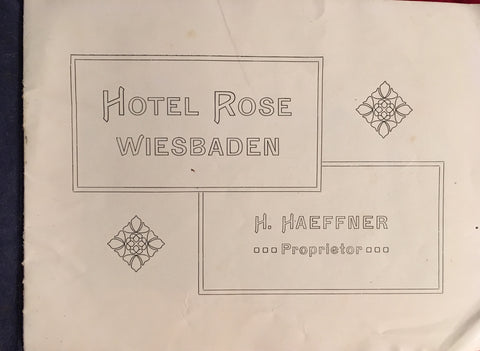 HOTEL ROSE
WIESBADEN
H. HAEFFNER
Proprietor